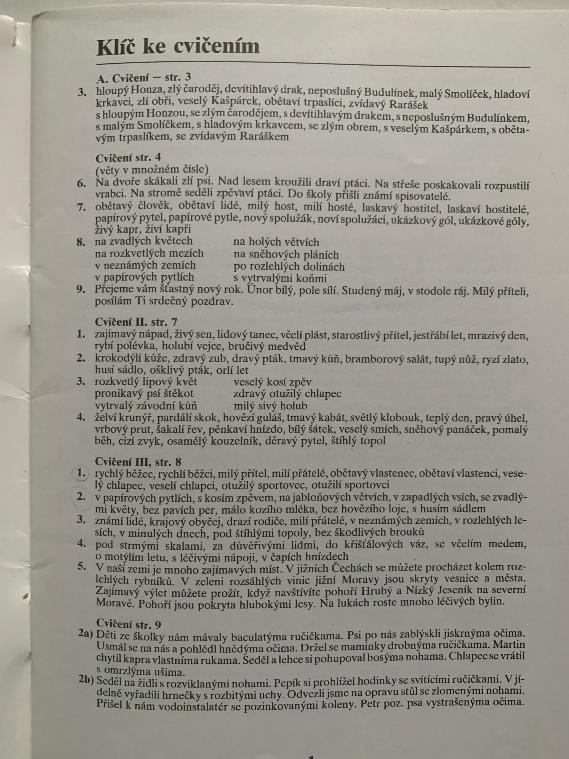 Klíč ke cvičením
A. Cvičení — str. 3
3. hloupý Honza, zlý čaroděj, devítihlavý drak, neposlušný Budulínek, malý Smolíček, hladoví
krkavci, zlí obři, veselý Kašpárek, obětaví trpaslíci, zvídavý Rarášek
s hloupým Honzou, se zlým čarodějem, s devítihlavým drakem, s neposlušným Budulínkem,
s malým Smolíčkem, s hladovým krkavcem, se zlým obrem, s veselým Kašpárkem, s oběta-
vým trpaslíkem, se zvídavým Raráškem
Cvičení str. 4
(věty v množném čísle)
6. Na dvoře skákali zlí psi. Nad lesem kroužili draví ptáci. Na střeše poskakovali rozpustilí
vrabci. Na stromě seděli zpěvaví ptáci. Do školy přišli známí spisovatelé.
7. obětavý člověk, obětaví lidé, milý host, milí hosté, laskavý hostitel, laskaví hostitelé,
papírový pytel, papírové pytle, nový spolužák, noví spolužáci, ukázkový gól, ukázkové góly,
živý kapr, živí kapři
8. na zvadlých květech na holých větvích
na rozkvetlých mezích na sněhových pláních
v neznámých zemích po rozlehlých dolinách
v papírových pytlích s vytrvalými koňmi
9. Přejeme vám šťastný nový rok. Únor bílý, pole sílí. Studený máj, v stodole ráj. Milý příteli,
posílám Ti srdečný pozdrav.
Cvičení II. str. 7
1. zajímavý nápad, živý sen, lidový tanec, včelí plást, starostlivý přítel, jestřábí let, mrazivý den,
rybí polévka, holubí vejce, bručivý medvěd
2. krokodýlí kůže, zdravý zub, dravý pták, tmavý kůň, bramborový salát, tupý nůž, ryzí zlato,
husí sádlo, ošklivý pták, orlí let
3. rozkvetlý lipový květ veselý kosí zpěv
pronikavý psí štěkot zdravý otužilý chlapec
vytrvalý závodní kůň milý sivý holub
4. želví krunýř, pardálí skok, hovězí guláš, tmavý kabát, světlý klobouk, teplý den, pravý úhel,
vrbový prut, šakalí řev, pěnkaví hnízdo, bílý šátek, veselý smích, sněhový panáček, pomalý
běh, cizí zvyk, osamělý kouzelník, děravý pytel, štíhlý topol
Cvičení III, str. 8
1. rychlý běžec, rychlí běžci, milý přítel, milí přátelé, obětavý vlastenec, obětaví vlastenci, vese-
lý chlapec, veselí chlapci, otužilý sportovec, otužilí sportovci
2. v papírových pytlích, s kosím zpěvem, na jabloňových větvích, v zapadlých vsích, se zvadlý-
mi květy, bez pavích per, málo kozího mléka, bez hovězího loje, s husím sádlem
3. známí lidé, krajový obyčej, drazí rodiče, milí přátelé, v neznámých zemích, v rozlehlých le-
sích, v minulých dnech, pod štíhlými topoly, bez škodlivých brouků
4. pod strmými skalami, za důvěřivými lidmi, do křišťálových váz, se včelím medem,
o motýlím letu, s léčivými nápoji, v čapích hnízdech
5. V naší zemi je mnoho zajímavých míst. V jižních Čechách se můžete procházet kolem roz-
lehlých rybníků. V zeleni rozsáhlých vinic jižní Moravy jsou skryty vesnice a města.
Zajímavý výlet můžete prožít, když navštívíte pohoří Hrubý a Nízký Jeseník na severní
Moravě. Pohoří jsou pokryta hlubokými lesy. Na lukách roste mnoho léčivých bylin.
Cvičení str. 9
2a) Děti ze školky nám mávaly baculatýma ručičkama. Psi po nás zablýskli jiskrnýma očima.
Usmál se na nás a pohlédl hnědýma očima. Držel se maminky drobnýma ručičkama. Martin
chytil kapra vlastníma rukama. Seděl a lehce si pohupoval bosýma nohama. Chlapec se vrátil
s omrzlýma ušima.
2b) Seděl na židli s rozviklanými nohami. Pepík si prohlížel hodinky se svítícími ručičkami. V jí-
delně vyřadili hrnečky s rozbitými uchy. Odvezli jsme na opravu stůl se zlomenými nohami.
Přišel k nám vodoinstalatér se pozinkovanými koleny. Petr poz. psa vystrašenýma očima.